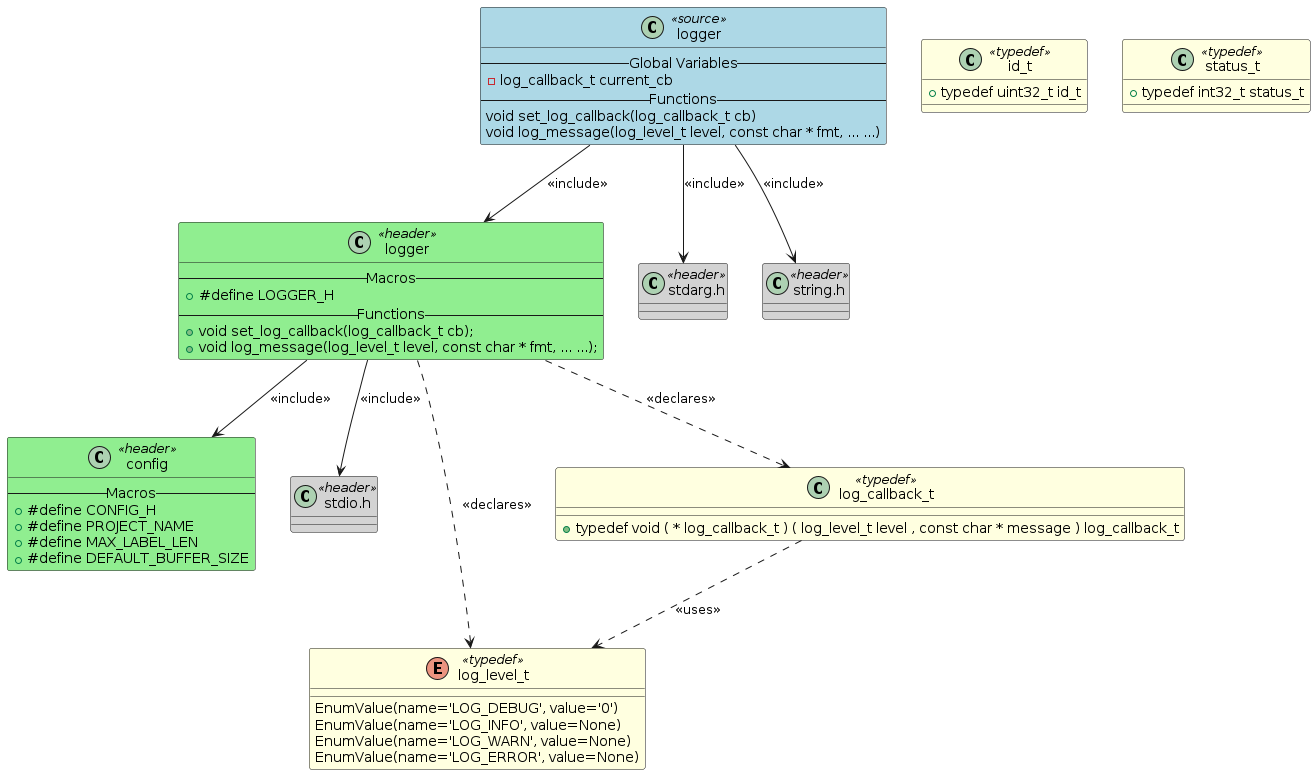 C «source»
logger
Global Variables
log_callback_t current_cb
Functions
void set_log_callback(log_callback_t cb)
void log_message(log_level_t level, const char * fmt, ... ...)
C «typedef»
id_t
typedef uint32_t id_t
C «typedef»
status_t
typedef int32_t status_t
«include»
«include»
«include»
C «header»
logger
Macros
#define LOGGER_H
Functions
void set_log_callback(log_callback_t cb);
void log_message(log_level_t level, const char * fmt, ... ...);
C «header»
stdarg.h
C «header»
string.h
«include»
«include»
«declares»
«declares»
C «header»
config
Macros
#define CONFIG_H
#define PROJECT_NAME
#define MAX_LABEL_LEN
#define DEFAULT_BUFFER_SIZE
C «header»
stdio.h
C «typedef»
log_callback_t
typedef void ( * log_callback_t ) ( log_level_t level , const char * message ) log_callback_t
«uses»
E «typedef»
log_level_t
EnumValue(name='LOG_DEBUG', value='0')
EnumValue(name='LOG_INFO', value=None)
EnumValue(name='LOG_WARN', value=None)
EnumValue(name='LOG_ERROR', value=None)